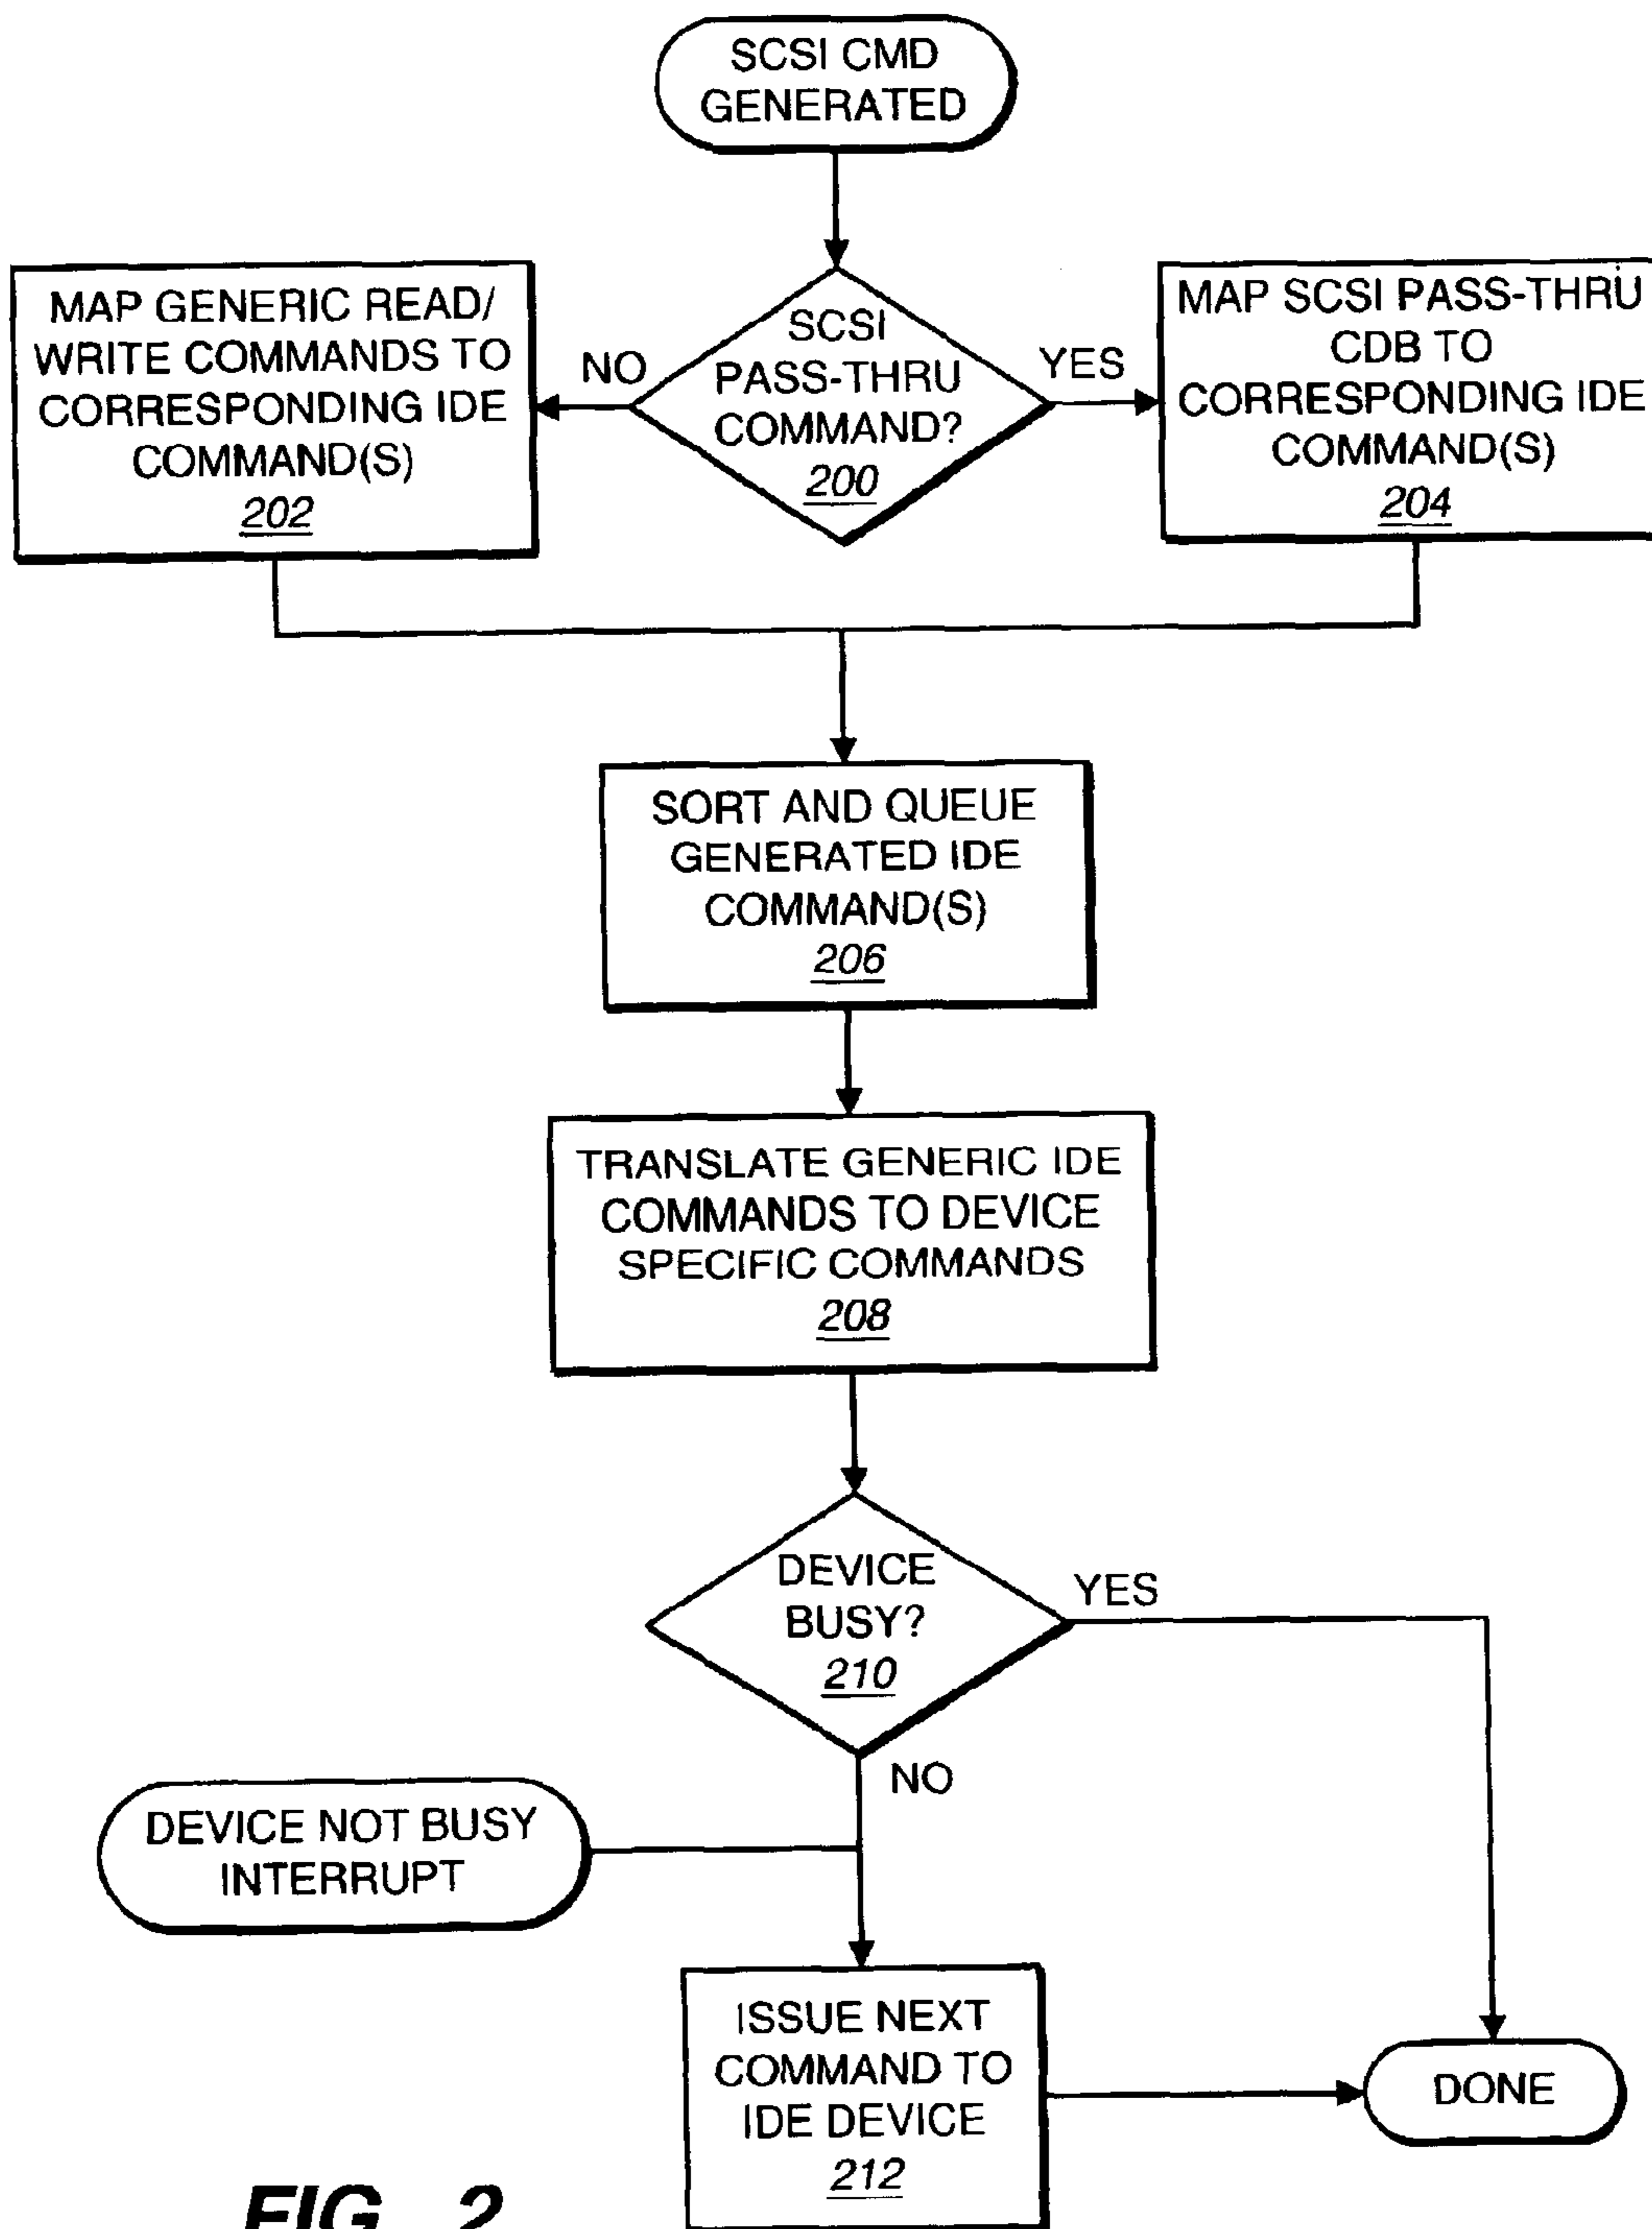 SCSI CMD
GENERATED
MAP GENERIC READ/
WRITE COMMANDS TO
CORRESPONDING IDE
COMMAND(S)
202
NO
SCSI
PASS-THRU
COMMAND?
200
YES
MAP SCSI PASS-THRU
CDB TO
CORRESPONDING IDE
COMMAND(S)
204
SORT AND QUEUE
GENERATED IDE
COMMAND(S)
206
TRANSLATE GENERIC IDE
COMMANDS TO DEVICE
SPECIFIC COMMANDS
208
DEVICE
BUSY?
210
YES
NO
DEVICE NOT BUSY
INTERRUPT
ISSUE NEXT
COMMAND TO
IDE DEVICE
212
DONE
FIG. 2